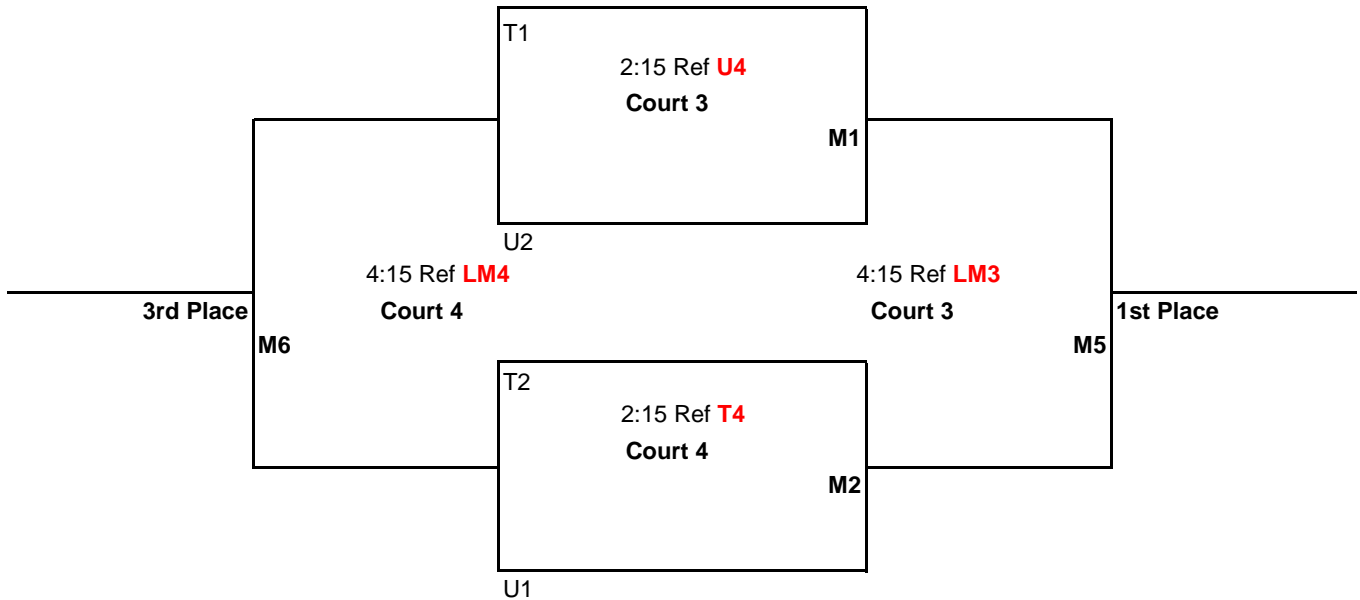 T1
2:15 Ref U4
Court 3
M1
U2
4:15 Ref LM4
Court 4
4:15 Ref LM3
Court 3
3rd Place
1st Place
M6
M5
T2
2:15 Ref T4
Court 4
M2
U1